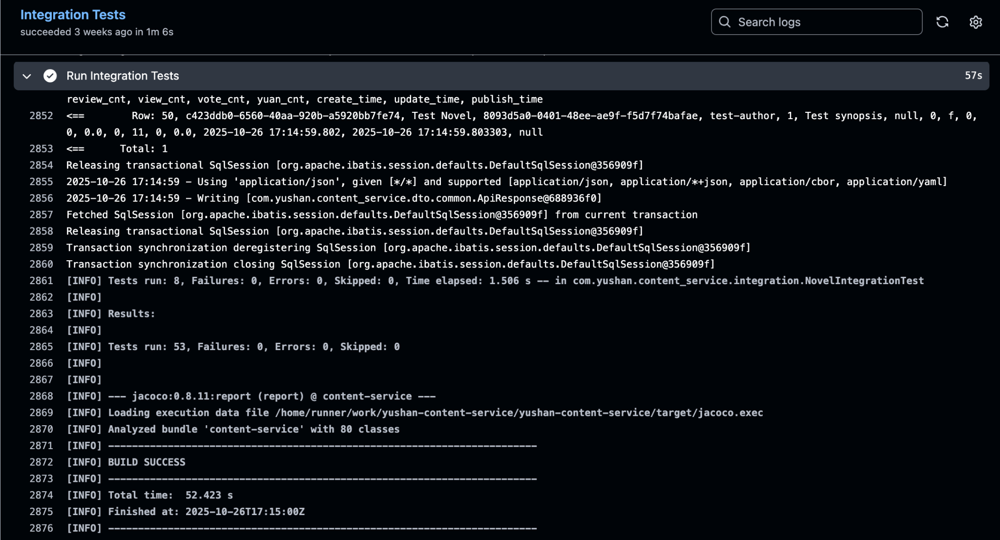 Integration Tests
succeeded 3 weeks ago in 1m 6s
Search logs
Run Integration Tests
57s
review_cnt, view_cnt, vote_cnt, yuan_cnt, create_time, update_time, publish_time
2852 <==        Row: 50, c423ddb0-6560-40aa-920b-a5920bb7fe74, Test Novel, 8093d5a0-0401-48ee-ae9f-f5d7f74bafae, test-author, 1, Test synopsis, null, 0, f, 0,
0, 0.0, 0, 11, 0, 0.0, 2025-10-26 17:14:59.802, 2025-10-26 17:14:59.803303, null
2853 <==      Total: 1
2854 Releasing transactional SqlSession [org.apache.ibatis.session.defaults.DefaultSqlSession@356909f]
2855 2025-10-26 17:14:59 - Using 'application/json', given [*/*] and supported [application/json, application/*+json, application/cbor, application/yaml]
2856 2025-10-26 17:14:59 - Writing [com.yushan.content_service.dto.common.ApiResponse@688936f0]
2857 Fetched SqlSession [org.apache.ibatis.session.defaults.DefaultSqlSession@356909f] from current transaction
2858 Releasing transactional SqlSession [org.apache.ibatis.session.defaults.DefaultSqlSession@356909f]
2859 Transaction synchronization deregistering SqlSession [org.apache.ibatis.session.defaults.DefaultSqlSession@356909f]
2860 Transaction synchronization closing SqlSession [org.apache.ibatis.session.defaults.DefaultSqlSession@356909f]
2861 [INFO] Tests run: 8, Failures: 0, Errors: 0, Skipped: 0, Time elapsed: 1.506 s -- in com.yushan.content_service.integration.NovelIntegrationTest
2862 [INFO]
2863 [INFO] Results:
2864 [INFO]
2865 [INFO] Tests run: 53, Failures: 0, Errors: 0, Skipped: 0
2866 [INFO]
2867 [INFO]
2868 [INFO] --- jacoco:0.8.11:report (report) @ content-service ---
2869 [INFO] Loading execution data file /home/runner/work/yushan-content-service/yushan-content-service/target/jacoco.exec
2870 [INFO] Analyzed bundle 'content-service' with 80 classes
2871 [INFO] ------------------------------------------------------------------------
2872 [INFO] BUILD SUCCESS
2873 [INFO] ------------------------------------------------------------------------
2874 [INFO] Total time:  52.423 s
2875 [INFO] Finished at: 2025-10-26T17:15:00Z
2876 [INFO] ------------------------------------------------------------------------